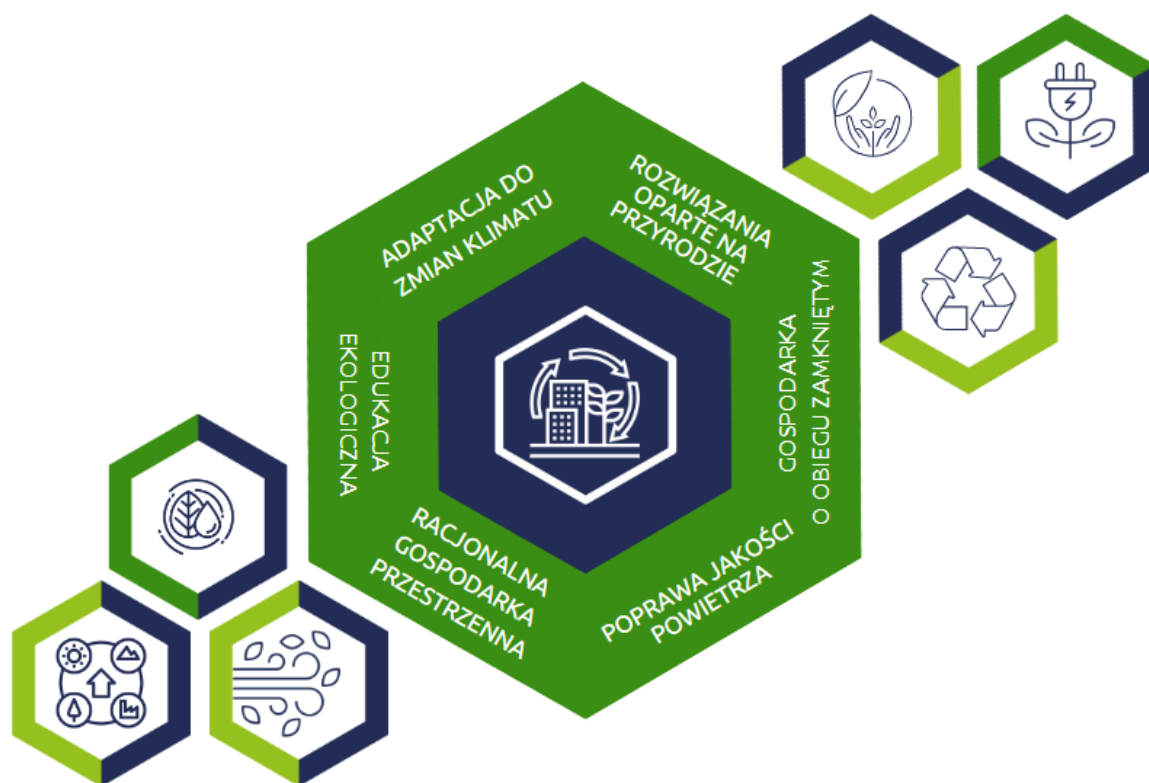 ADAPTACJA DO
ZMIAN KLIMATU
ROZWIĄZANIA
OPARTE NA
PRZYRODZIE
GOSPODARKA
O OBIEGU ZAMKNIĘTYM
POPRAWA JAKOŚCI
POWIETRZA
RACJONALNA
GOSPODARKA
PRZESTRZENNA
EDUKACJA
EKOLOGICZNA